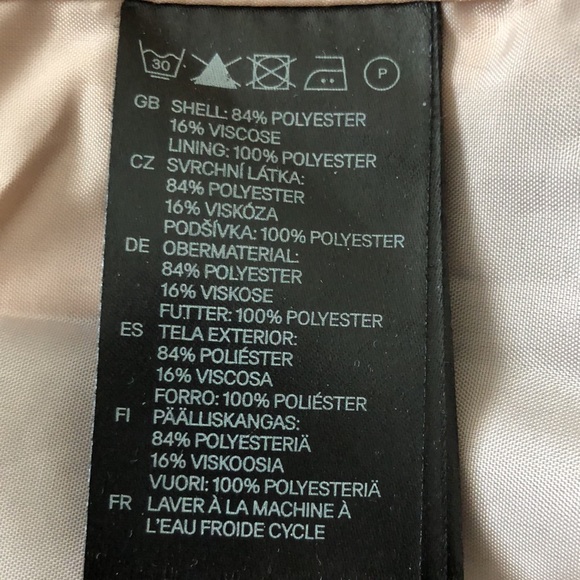 30 P
GB SHELL: 84% POLYESTER
16% VISCOSE
LINING: 100% POLYESTER
CZ SVRCHNÍ LÁTKA:
84% POLYESTER
16% VISKÓZA
PODŠÍVKA: 100% POLYESTER
DE OBERMATERIAL:
84% POLYESTER
16% VISKOSE
FUTTER: 100% POLYESTER
ES TELA EXTERIOR:
84% POLIÉSTER
16% VISCOSA
FORRO: 100% POLIÉSTER
FI PÄÄLLISKANGAS:
84% POLYESTERIÄ
16% VISKOOSIA
VUORI: 100% POLYESTERIÄ
FR LAVER À LA MACHINE À
L'EAU FROIDE CYCLE